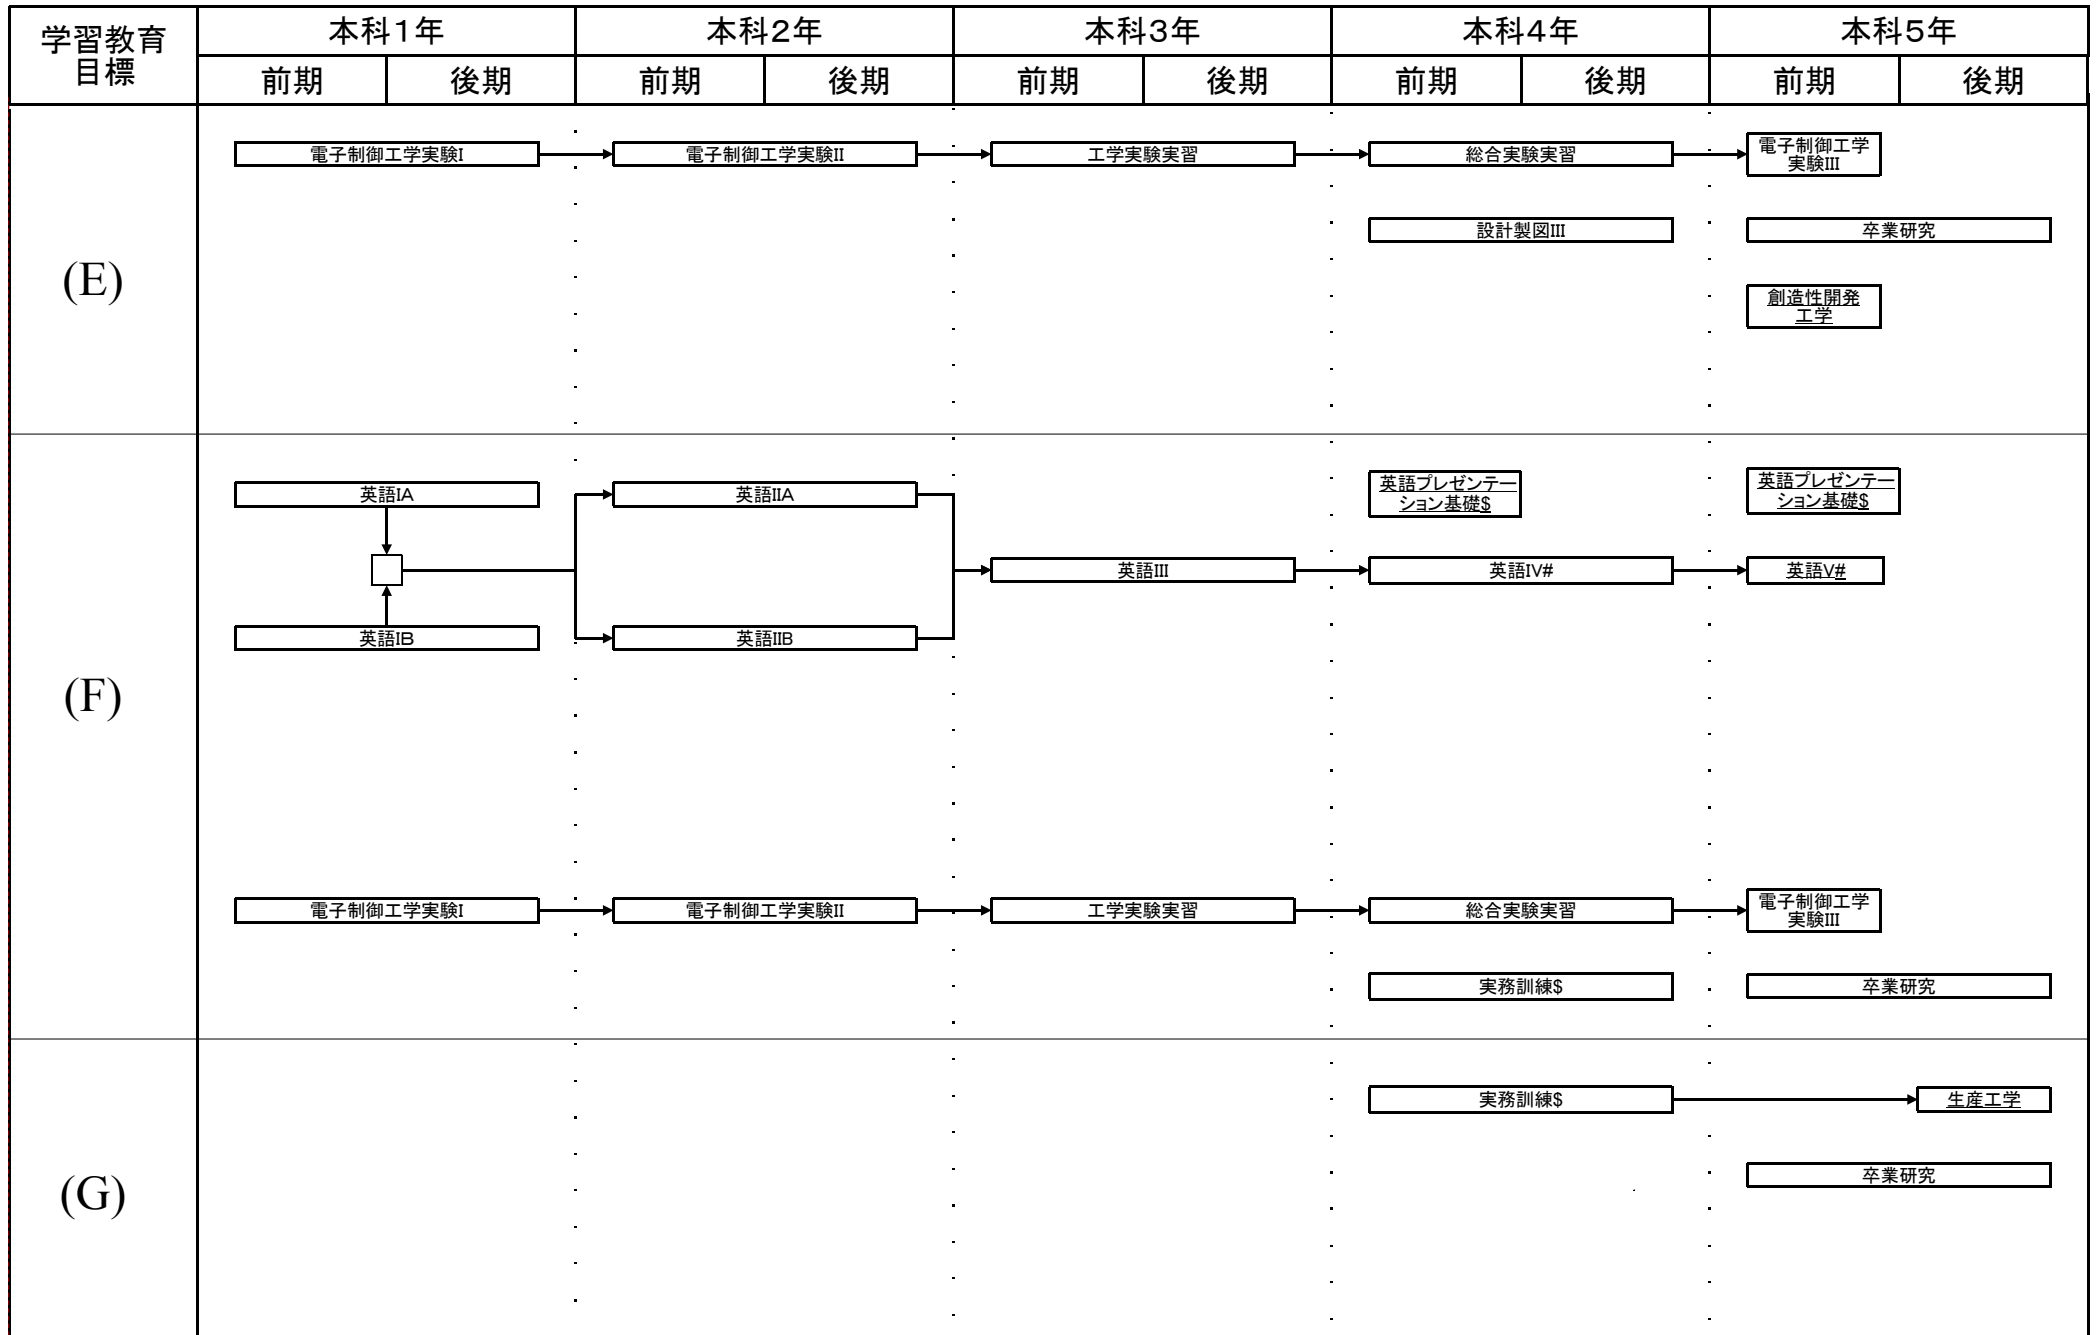 学習教育
目標
本科1年
本科2年
本科3年
本科4年
本科5年
前期
後期
前期
後期
前期
後期
前期
後期
前期
後期
(E)
電子制御工学実験I
電子制御工学実験II
工学実験実習
総合実験実習
電子制御工学
実験III
設計製図III
卒業研究
創造性開発
工学
(F)
英語IA
英語IIA
英語プレゼンテー
ション基礎$
英語プレゼンテー
ション基礎$
英語III
英語IV#
英語V#
英語IB
英語IIB
電子制御工学実験I
電子制御工学実験II
工学実験実習
総合実験実習
電子制御工学
実験III
実務訓練$
卒業研究
(G)
実務訓練$
生産工学
卒業研究